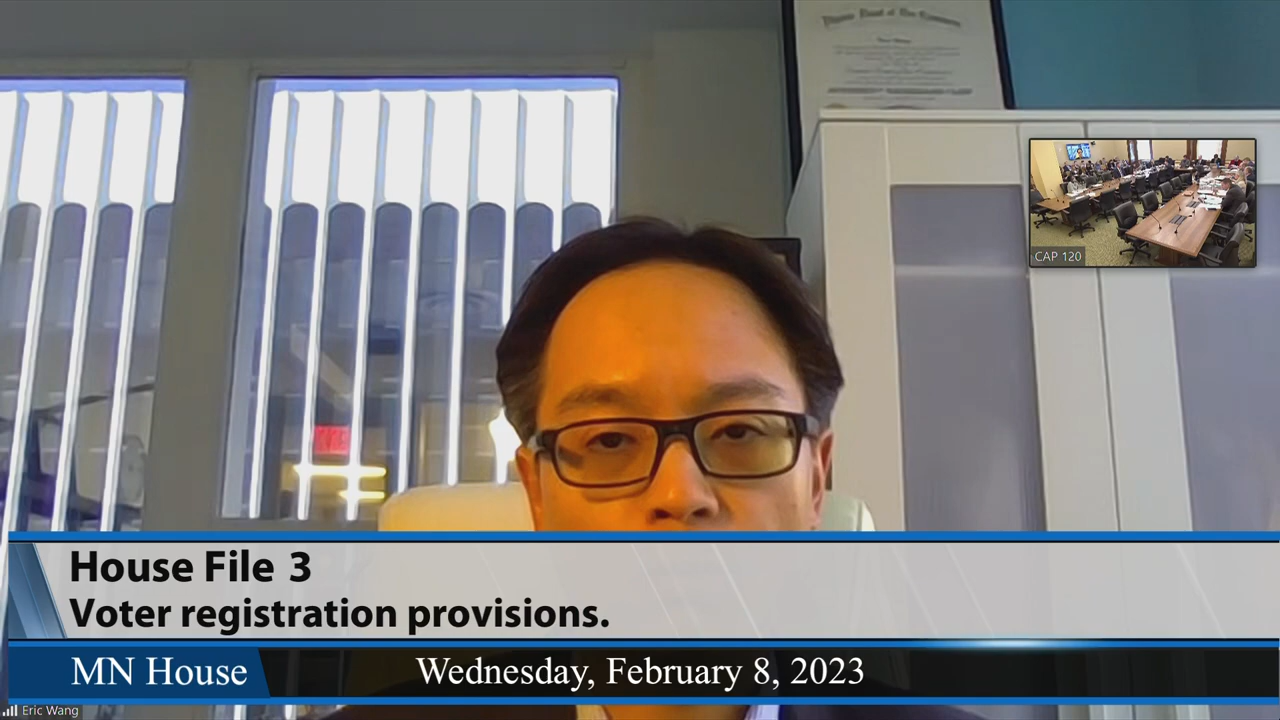 CAP 120
House File 3
Voter registration provisions.
MN House
Wednesday, February 8, 2023
Eric Wang